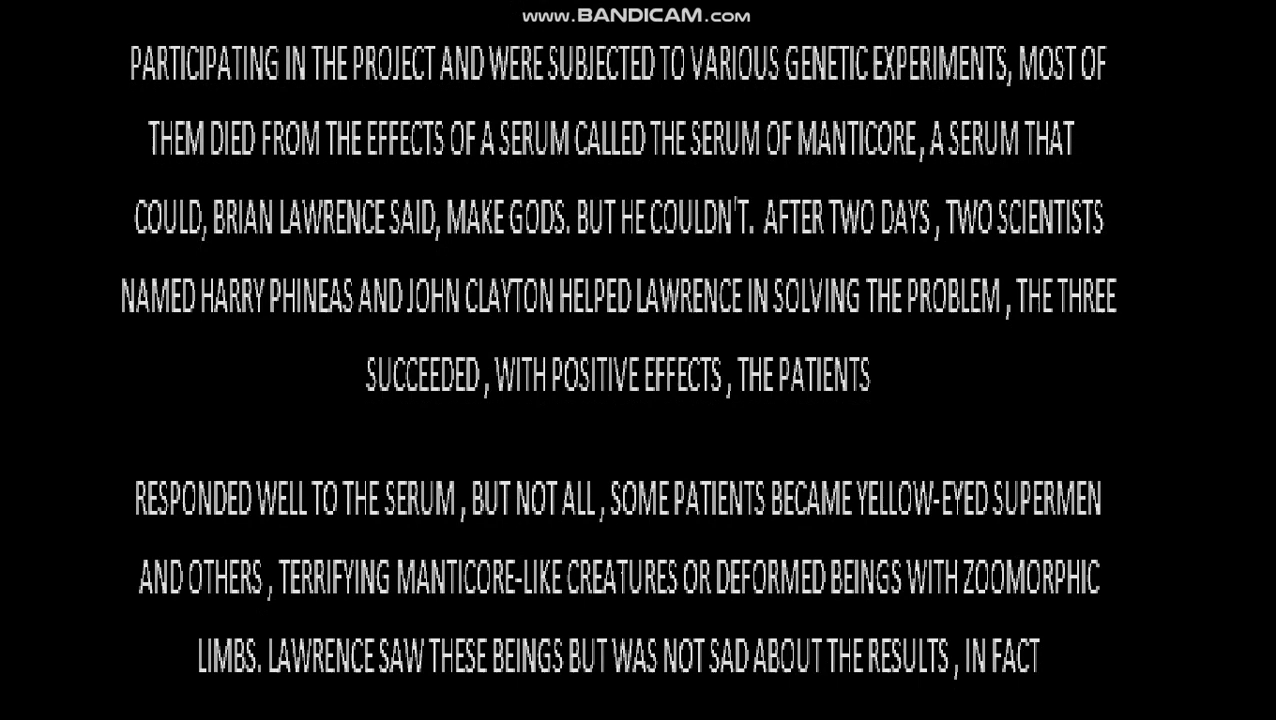 www.BANDICAM.com
PARTICIPATING IN THE PROJECT AND WERE SUBJECTED TO VARIOUS GENETIC EXPERIMENTS, MOST OF
THEM DIED FROM THE EFFECTS OF A SERUM CALLED THE SERUM OF MANTICORE , A SERUM THAT
COULD, BRIAN LAWRENCE SAID, MAKE GODS. BUT HE COULDN'T. AFTER TWO DAYS , TWO SCIENTISTS
NAMED HARRY PHINEAS AND JOHN CLAYTON HELPED LAWRENCE IN SOLVING THE PROBLEM , THE THREE
SUCCEEDED , WITH POSITIVE EFFECTS , THE PATIENTS
RESPONDED WELL TO THE SERUM , BUT NOT ALL , SOME PATIENTS BECAME YELLOW-EYED SUPERMEN
AND OTHERS , TERRIFYING MANTICORE-LIKE CREATURES OR DEFORMED BEINGS WITH ZOOMORPHIC
LIMBS. LAWRENCE SAW THESE BEINGS BUT WAS NOT SAD ABOUT THE RESULTS , IN FACT